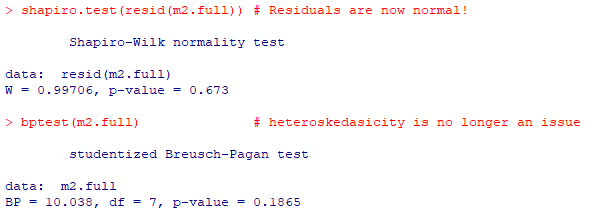 > shapiro.test(resid(m2.full)) # Residuals are now normal!
Shapiro-Wilk normality test
data:  resid(m2.full)
W = 0.99706, p-value = 0.673
> bptest(m2.full)              # heteroskedasicity is no longer an issue
studentized Breusch-Pagan test
data:  m2.full
BP = 10.038, df = 7, p-value = 0.1865